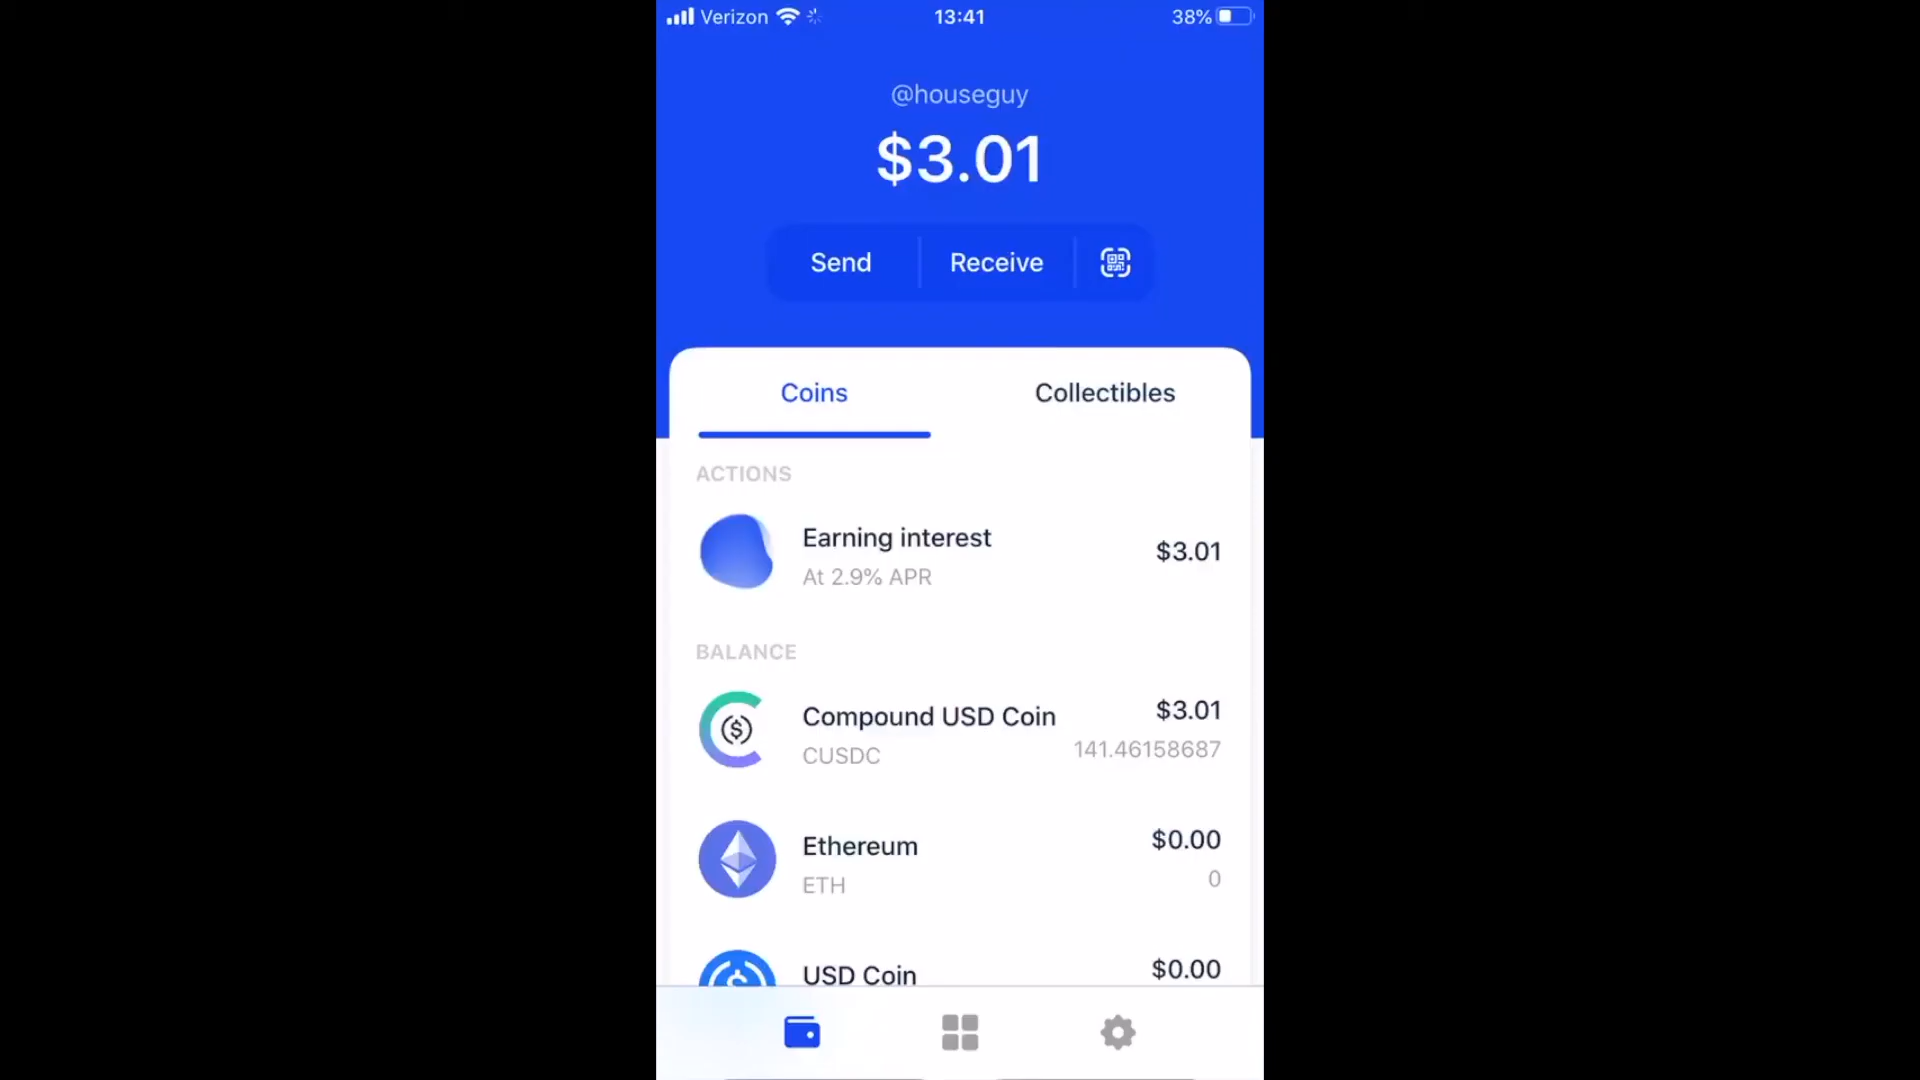 Verizon 13:41 38%
@houseguy
$3.01
Send Receive
Coins Collectibles
ACTIONS
Earning interest $3.01
At 2.9% APR
BALANCE
Compound USD Coin $3.01
CUSDC 141.46158687
Ethereum $0.00
ETH 0
USD Coin $0.00